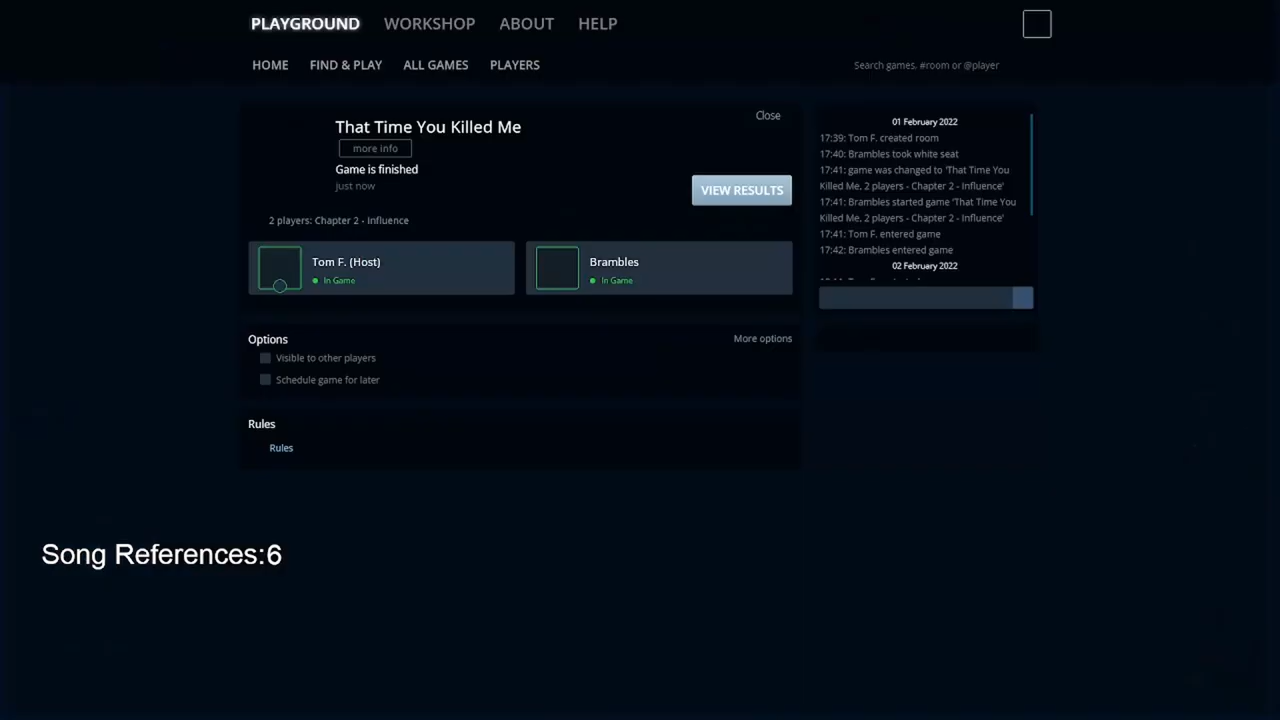 PLAYGROUND WORKSHOP ABOUT HELP
HOME FIND & PLAY ALL GAMES PLAYERS
Search games, #room or @player
That Time You Killed Me
Close
more info
Game is finished
just now
VIEW RESULTS
2 players: Chapter 2 - Influence
Tom F. (Host)
In Game
Brambles
In Game
Options
More options
Visible to other players
Schedule game for later
Rules
Rules
01 February 2022
17:39: Tom F. created room
17:40: Brambles took white seat
17:41: game was changed to 'That Time You
Killed Me, 2 players - Chapter 2 - Influence'
17:41: Brambles started game 'That Time You
Killed Me, 2 players - Chapter 2 - Influence'
17:41: Tom F. entered game
17:42: Brambles entered game
02 February 2022
Song References:6